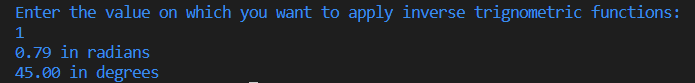 Enter the value on which you want to apply inverse trignometric functions:
1
0.79 in radians
45.00 in degrees